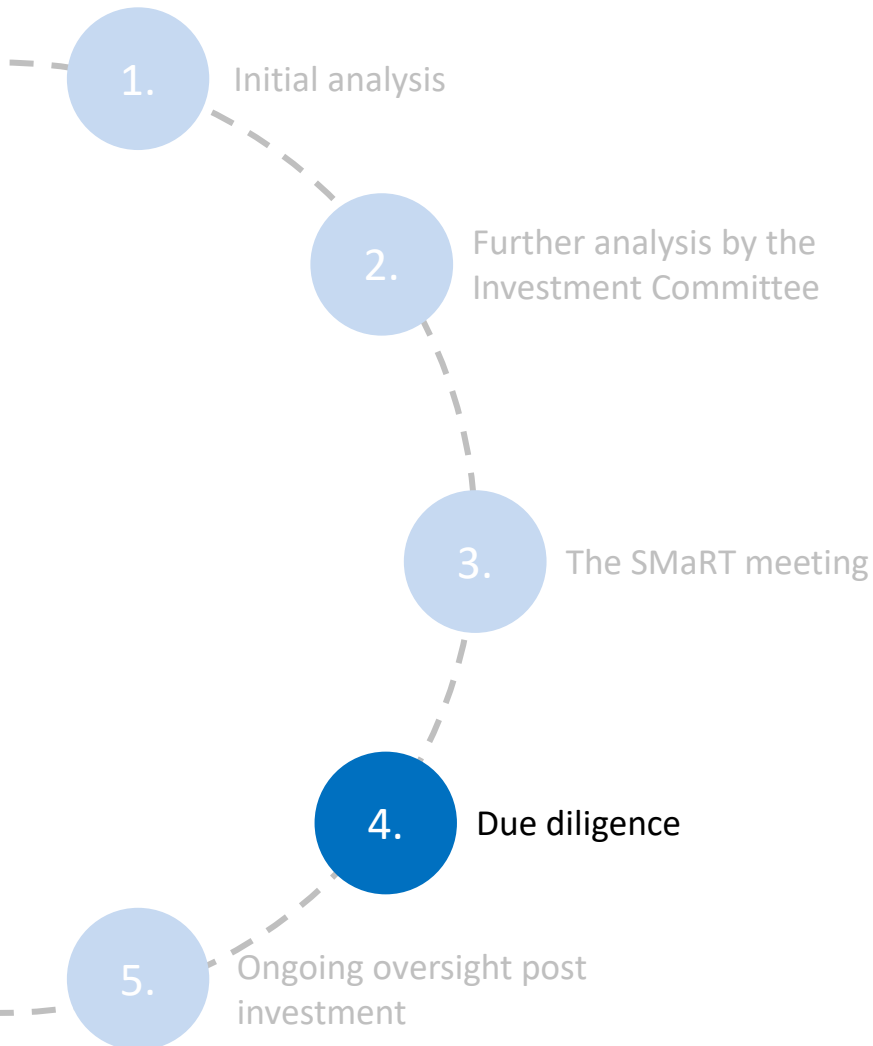 1.
Initial analysis
2.
Further analysis by the
Investment Committee
3.
The SMaRT meeting
4.
Due diligence
5.
Ongoing oversight post
investment